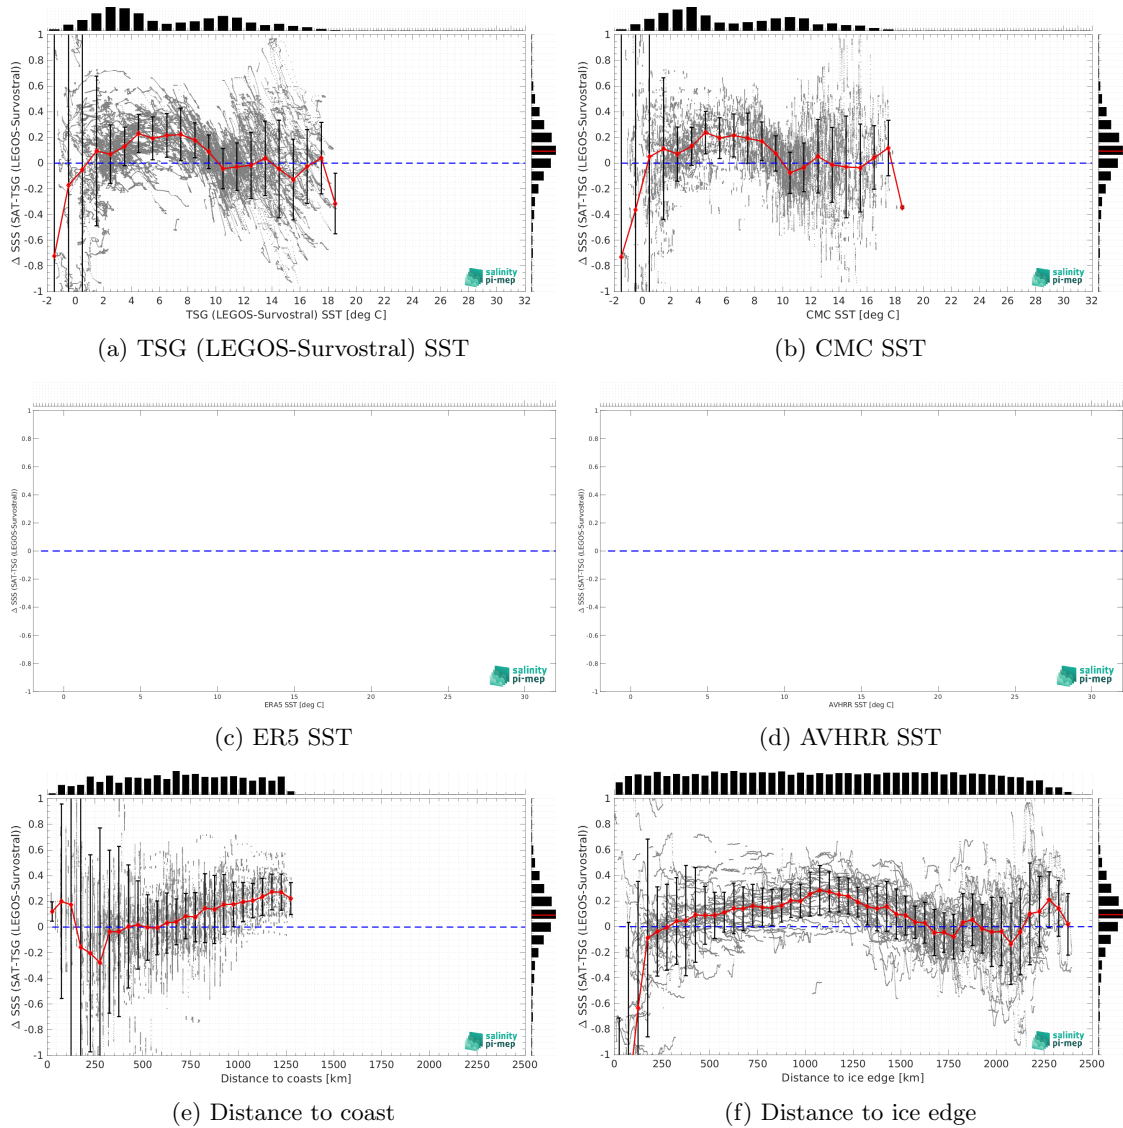 1
0.8
0.6
0.4
0.2
0
-0.2
-0.4
-0.6
-0.8
-1
Δ SSS (SAT-TSG (LEGOS-Survostral))
salinity
pi-mep
-2 0 2 4 6 8 10 12 14 16 18 20 22 24 26 28 30 32
TSG (LEGOS-Survostral) SST [deg C]
(a) TSG (LEGOS-Survostral) SST
1
0.8
0.6
0.4
0.2
0
-0.2
-0.4
-0.6
-0.8
-1
Δ SSS (SAT-TSG (LEGOS-Survostral))
salinity
pi-mep
-2 0 2 4 6 8 10 12 14 16 18 20 22 24 26 28 30 32
CMC SST [deg C]
(b) CMC SST
1
0.8
0.6
0.4
0.2
0
-0.2
-0.4
-0.6
-0.8
-1
Δ SSS (SAT-TSG (LEGOS-Survostral))
salinity
pi-mep
0 5 10 15 20 25 30
ERA5 SST [deg C]
(c) ER5 SST
1
0.8
0.6
0.4
0.2
0
-0.2
-0.4
-0.6
-0.8
-1
Δ SSS (SAT-TSG (LEGOS-Survostral))
salinity
pi-mep
0 5 10 15 20 25 30
AVHRR SST [deg C]
(d) AVHRR SST
1
0.8
0.6
0.4
0.2
0
-0.2
-0.4
-0.6
-0.8
-1
Δ SSS (SAT-TSG (LEGOS-Survostral))
salinity
pi-mep
0 250 500 750 1000 1250 1500 1750 2000 2250 2500
Distance to coasts [km]
(e) Distance to coast
1
0.8
0.6
0.4
0.2
0
-0.2
-0.4
-0.6
-0.8
-1
Δ SSS (SAT-TSG (LEGOS-Survostral))
salinity
pi-mep
0 250 500 750 1000 1250 1500 1750 2000 2250 2500
Distance to ice edge [km]
(f) Distance to ice edge